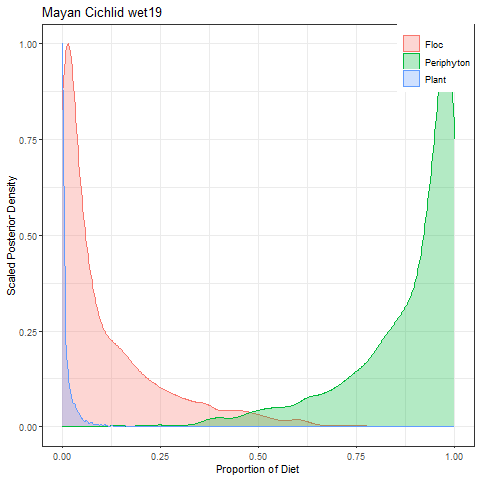 Mayan Cichlid wet19
Floc
Periphyton
Plant
1.00
0.75
0.50
0.25
0.00
Scaled Posterior Density
0.00 0.25 0.50 0.75 1.00
Proportion of Diet